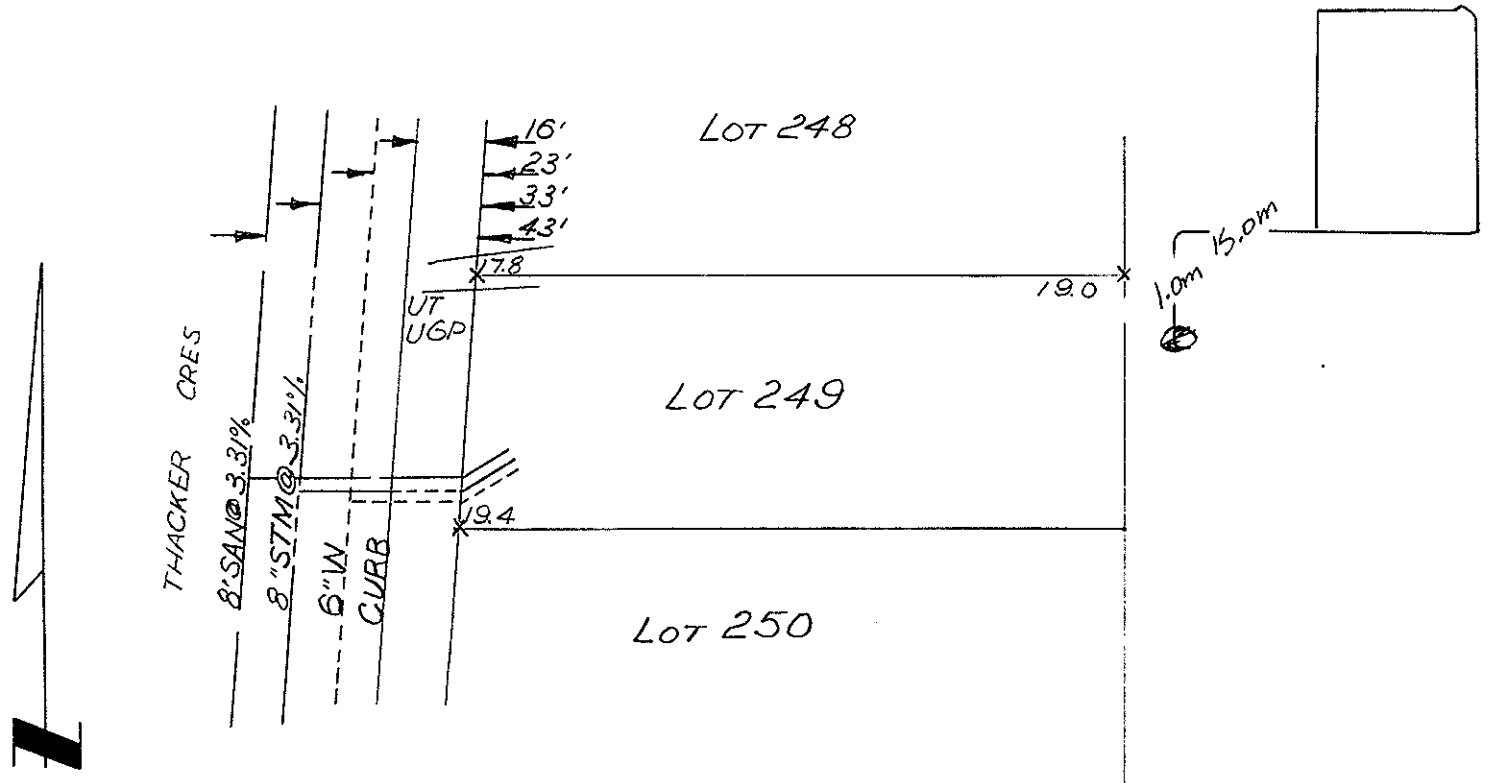 LOT 248
16'
23'
33'
43'
17.8
19.0
15.0m
1.0m
UT
UGP
THACKER CRES
8"SAN@3.31%
8"STM@3.31%
6"W
CURB
LOT 249
19.4
LOT 250
N